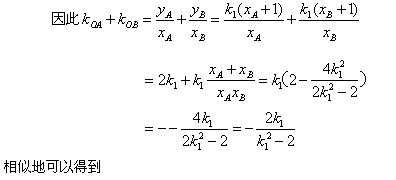 因此 $k_{OA} + k_{OB} = \frac{y_A}{x_A} + \frac{y_B}{x_B} = \frac{k_1(x_A+1)}{x_A} + \frac{k_1(x_B+1)}{x_B}$
$= 2k_1 + k_1\frac{x_A+x_B}{x_Ax_B} = k_1(2 - \frac{4k_1^2}{2k_1^2-2})$
$= --\frac{4k_1}{2k_1^2-2} = -\frac{2k_1}{k_1^2-2}$
相似地可以得到